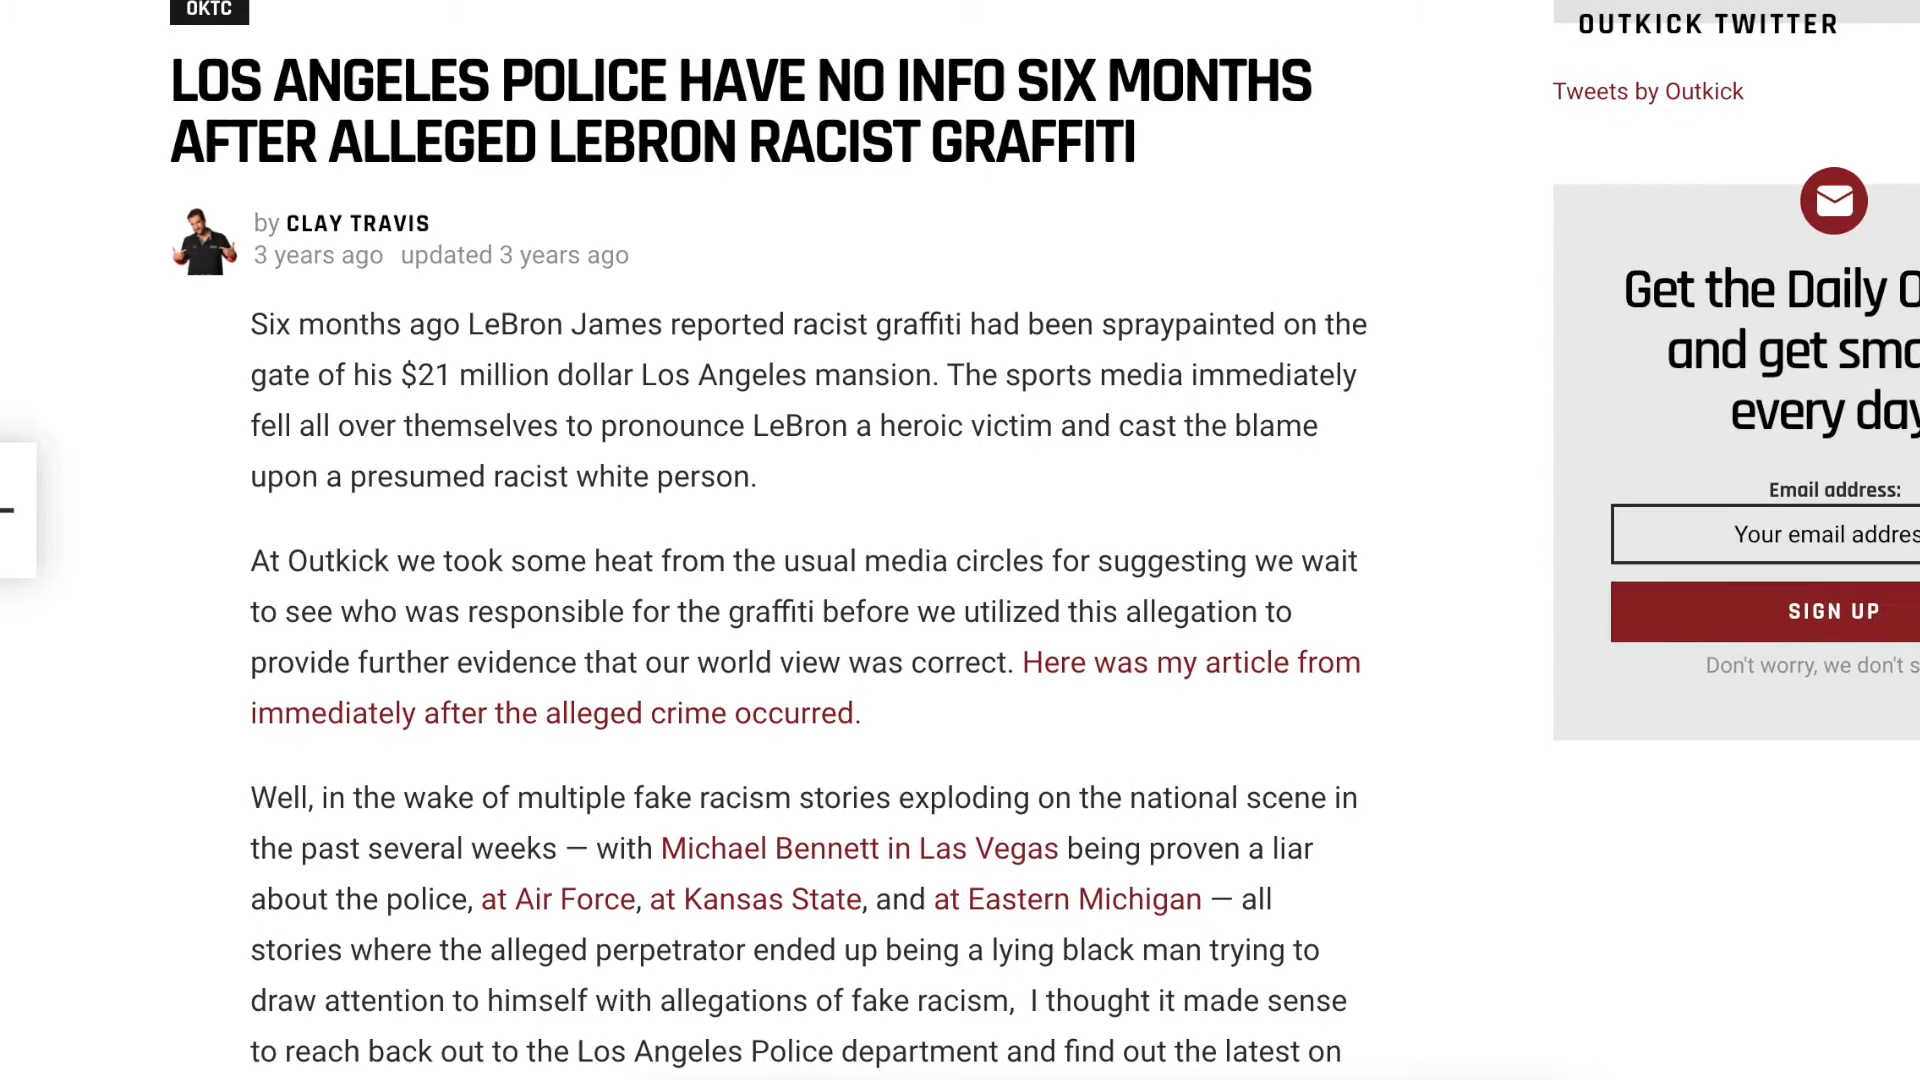 OKTC
LOS ANGELES POLICE HAVE NO INFO SIX MONTHS
AFTER ALLEGED LEBRON RACIST GRAFFITI
by CLAY TRAVIS
3 years ago updated 3 years ago
Six months ago LeBron James reported racist graffiti had been spraypainted on the
gate of his $21 million dollar Los Angeles mansion. The sports media immediately
fell all over themselves to pronounce LeBron a heroic victim and cast the blame
upon a presumed racist white person.
At Outkick we took some heat from the usual media circles for suggesting we wait
to see who was responsible for the graffiti before we utilized this allegation to
provide further evidence that our world view was correct. Here was my article from
immediately after the alleged crime occurred.
Well, in the wake of multiple fake racism stories exploding on the national scene in
the past several weeks — with Michael Bennett in Las Vegas being proven a liar
about the police, at Air Force, at Kansas State, and at Eastern Michigan — all
stories where the alleged perpetrator ended up being a lying black man trying to
draw attention to himself with allegations of fake racism, I thought it made sense
to reach back out to the Los Angeles Police department and find out the latest on
OUTKICK TWITTER
Tweets by Outkick
Get the Daily
and get
every
Email address:
Your email
SIGN UP
Don't worry, we don't